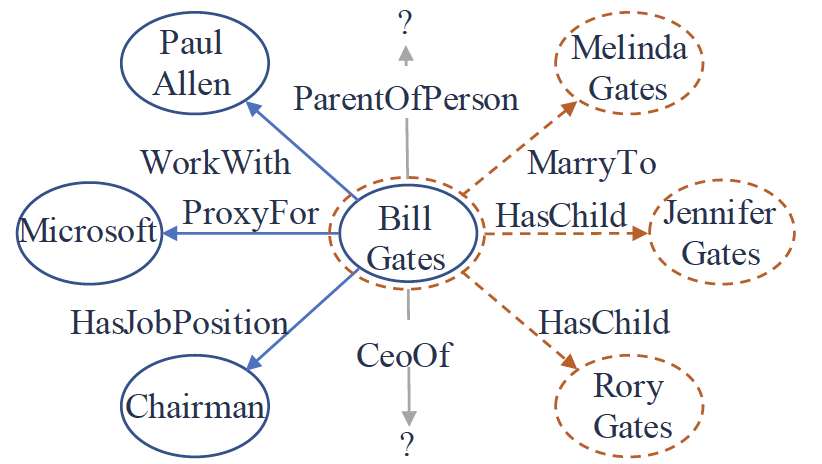 ?
Paul
Allen
Melinda
Gates
ParentOfPerson
WorkWith
MarryTo
Microsoft
ProxyFor
Bill
Gates
HasChild
Jennifer
Gates
HasJobPosition
HasChild
CeoOf
Chairman
Rory
Gates
?